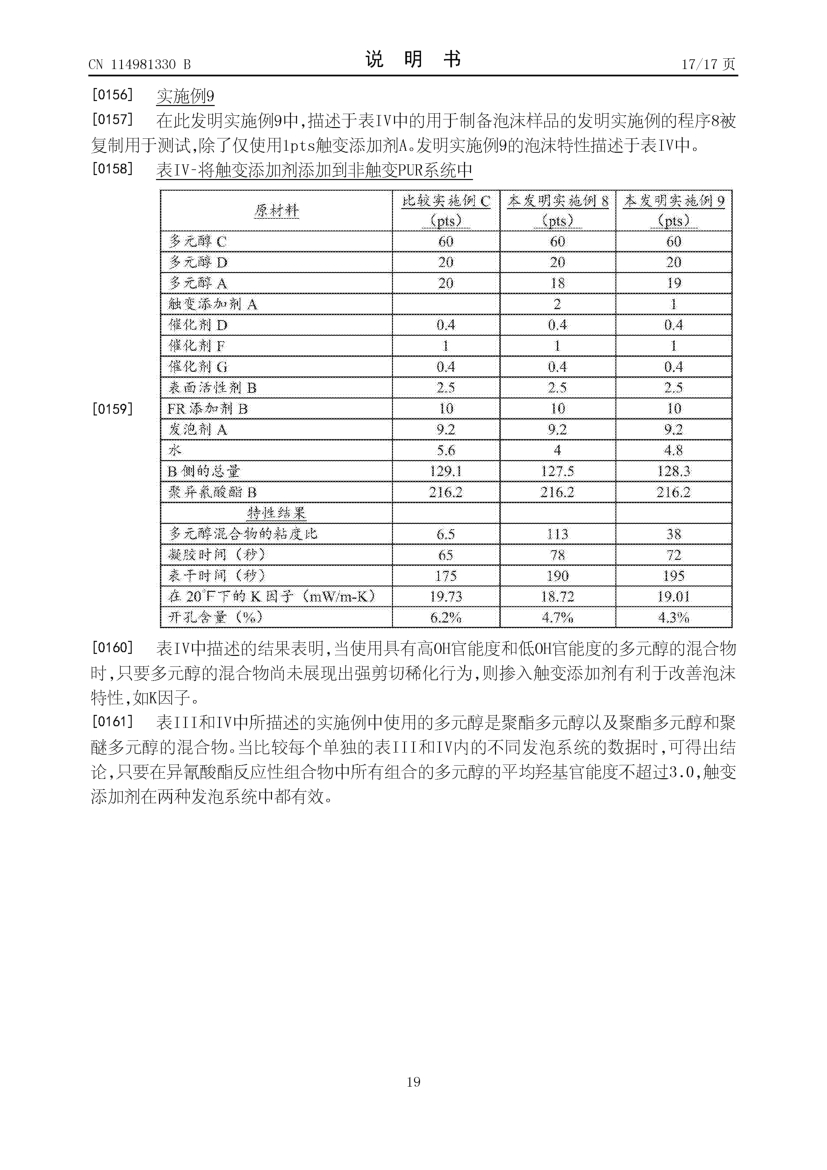 CN 114981330 B 说 明 书 17/17 页
[0156] 实施例9
[0157] 在此发明实施例9中,描述于表IV中的用于制备泡沫样品的发明实施例的程序8被
复制用于测试,除了仅使用1pts触变添加剂A。发明实施例9的泡沫特性描述于表IV中。
[0158] 表IV-将触变添加剂添加到非触变PUR系统中
原材料 比较实施例 C (pts) 本发明实施例 8 (pts) 本发明实施例 9 (pts)
多元醇 C 60 60 60
多元醇 D 20 20 20
多元醇 A 20 18 19
触变添加剂 A 2 1
催化剂 D 0.4 0.4 0.4
催化剂 F 1 1 1
催化剂 G 0.4 0.4 0.4
表面活性剂 B 2.5 2.5 2.5
[0159] FR 添加剂 B 10 10 10
发泡剂 A 9.2 9.2 9.2
水 5.6 4 4.8
B 侧的总量 129.1 127.5 128.3
聚异氰酸酯 B 216.2 216.2 216.2
特性结果
多元醇混合物的粘度比 6.5 113 38
凝胶时间(秒) 65 78 72
表干时间(秒) 175 190 195
在 20°F下的 K 因子(mW/m-K) 19.73 18.72 19.01
开孔含量(%) 6.2% 4.7% 4.3%
[0160] 表IV中描述的结果表明,当使用具有高OH官能度和低OH官能度的多元醇的混合物
时,只要多元醇的混合物尚未展现出强剪切稀化行为,则掺入触变添加剂有利于改善泡沫
特性,如K因子。
[0161] 表III和IV中所描述的实施例中使用的多元醇是聚酯多元醇以及聚酯多元醇和聚
醚多元醇的混合物。当比较每个单独的表III和IV内的不同发泡系统的数据时,可得出结
论,只要在异氰酸酯反应性组合物中所有组合的多元醇的平均羟基官能度不超过3.0,触变
添加剂在两种发泡系统中都有效。
19